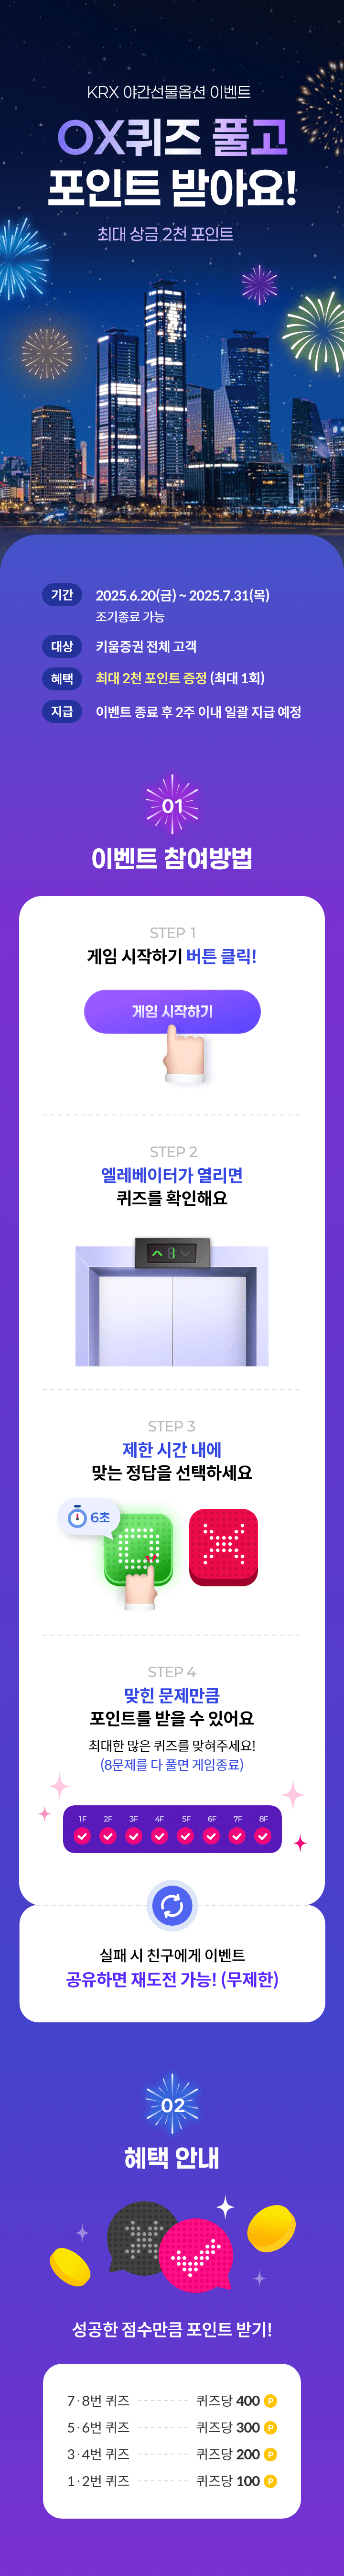 KRX 야간선물옵션 이벤트
OX퀴즈 풀고
포인트 받아요!
최대 상금 2천 포인트
기간 2025.6.20(금) ~ 2025.7.31(목)
조기종료 가능
대상 키움증권 전체 고객
혜택 최대 2천 포인트 증정 (최대 1회)
지급 이벤트 종료 후 2주 이내 일괄 지급 예정
01
이벤트 참여방법
STEP 1
게임 시작하기 버튼 클릭!
게임 시작하기
STEP 2
엘레베이터가 열리면
퀴즈를 확인해요
STEP 3
제한 시간 내에
맞는 정답을 선택하세요
6초
STEP 4
맞힌 문제만큼
포인트를 받을 수 있어요
최대한 많은 퀴즈를 맞혀주세요!
(8문제를 다 풀면 게임종료)
1F 2F 3F 4F 5F 6F 7F 8F
실패 시 친구에게 이벤트
공유하면 재도전 가능! (무제한)
02
혜택 안내
성공한 점수만큼 포인트 받기!
7·8번 퀴즈 퀴즈당 400 P
5·6번 퀴즈 퀴즈당 300 P
3·4번 퀴즈 퀴즈당 200 P
1·2번 퀴즈 퀴즈당 100 P